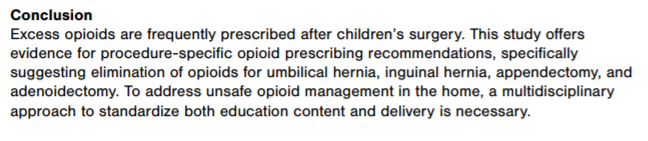 Conclusion
Excess opioids are frequently prescribed after children's surgery. This study offers
evidence for procedure-specific opioid prescribing recommendations, specifically
suggesting elimination of opioids for umbilical hernia, inguinal hernia, appendectomy, and
adenoidectomy. To address unsafe opioid management in the home, a multidisciplinary
approach to standardize both education content and delivery is necessary.